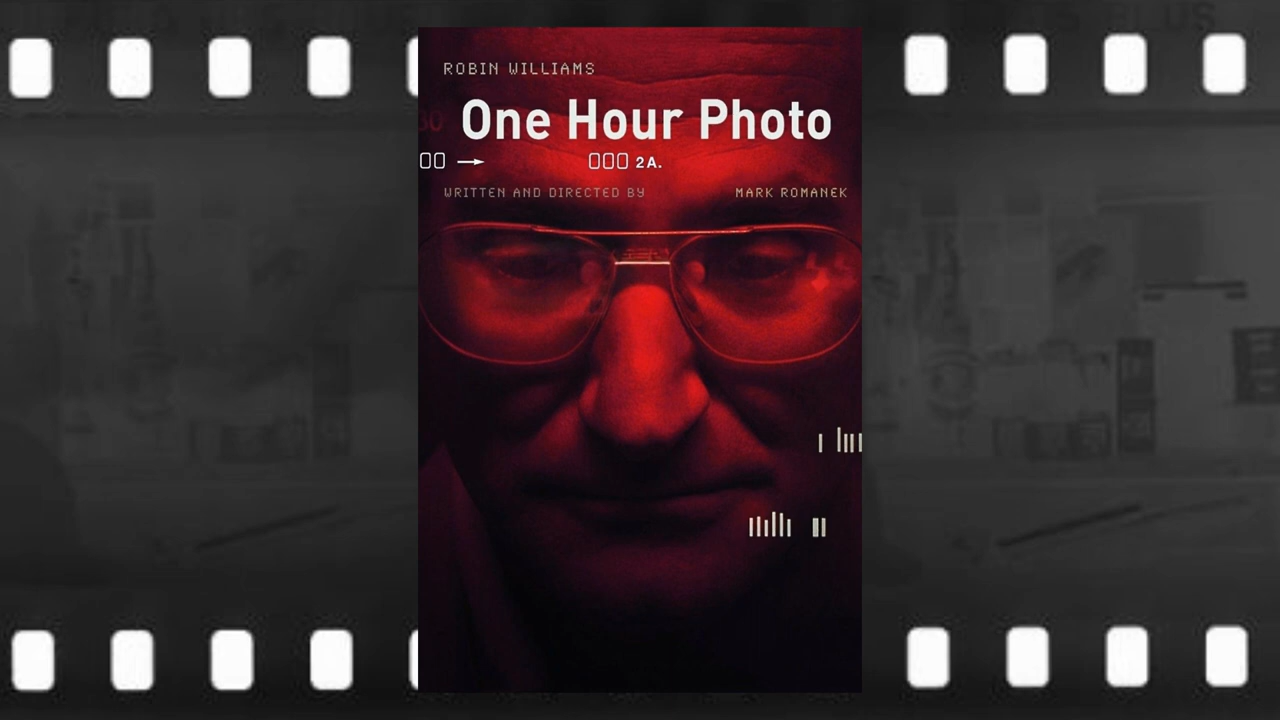 ROBIN WILLIAMS
One Hour Photo
2A.
WRITTEN AND DIRECTED BY MARK ROMANEK